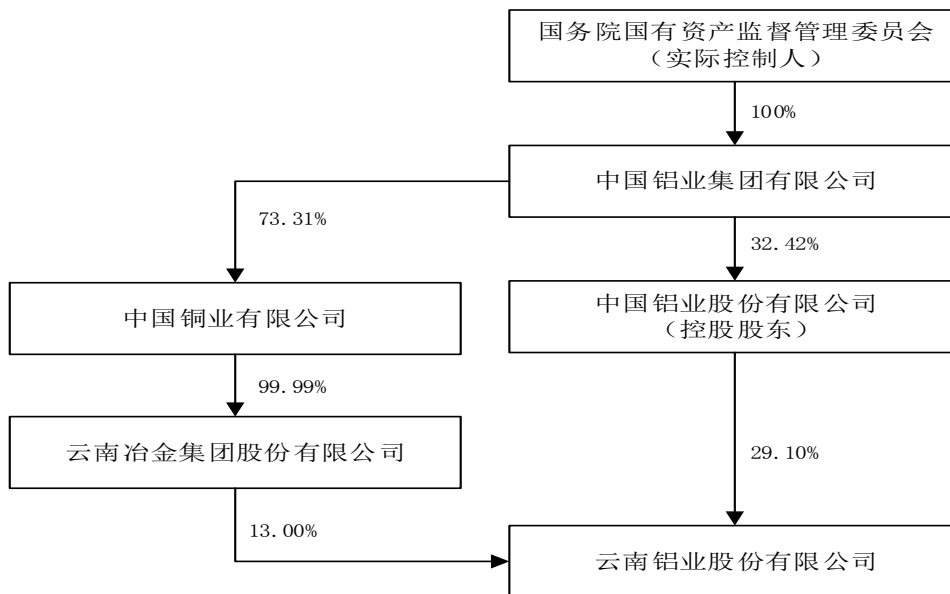 国务院国有资产监督管理委员会
（实际控制人）
100%
中国铝业集团有限公司
73.31%
32.42%
中国铜业有限公司
中国铝业股份有限公司
（控股股东）
99.99%
云南冶金集团股份有限公司
29.10%
13.00%
云南铝业股份有限公司